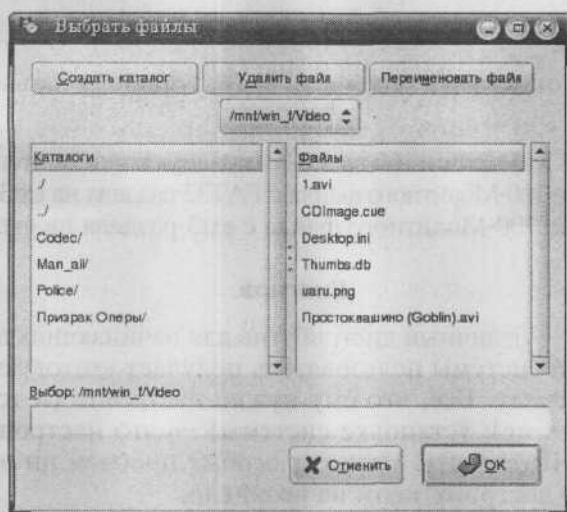 Выбрать файлы
Создать каталог Удалить файл Переименовать файл
/mnt/win_f/Video
Каталоги
./
../
Codec/
Man_ail/
Police/
Призрак Оперы/
Файлы
1.avi
CDImage.cue
Desktop.ini
Thumbs.db
uaru.png
Простоквашино (Goblin).avi
Выбор: /mnt/win_f/Video
Отменить OK